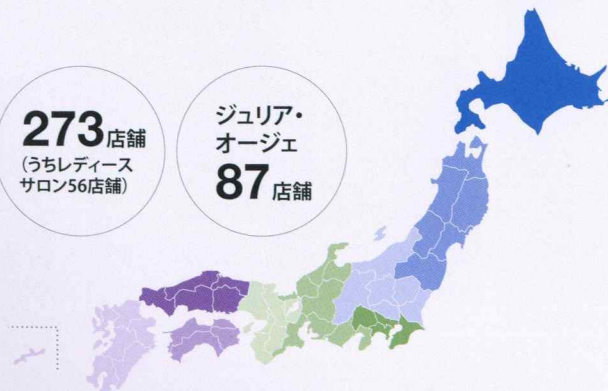 273店舗
(うちレディース
サロン56店舗)
ジュリア・
オージェ
87店舗